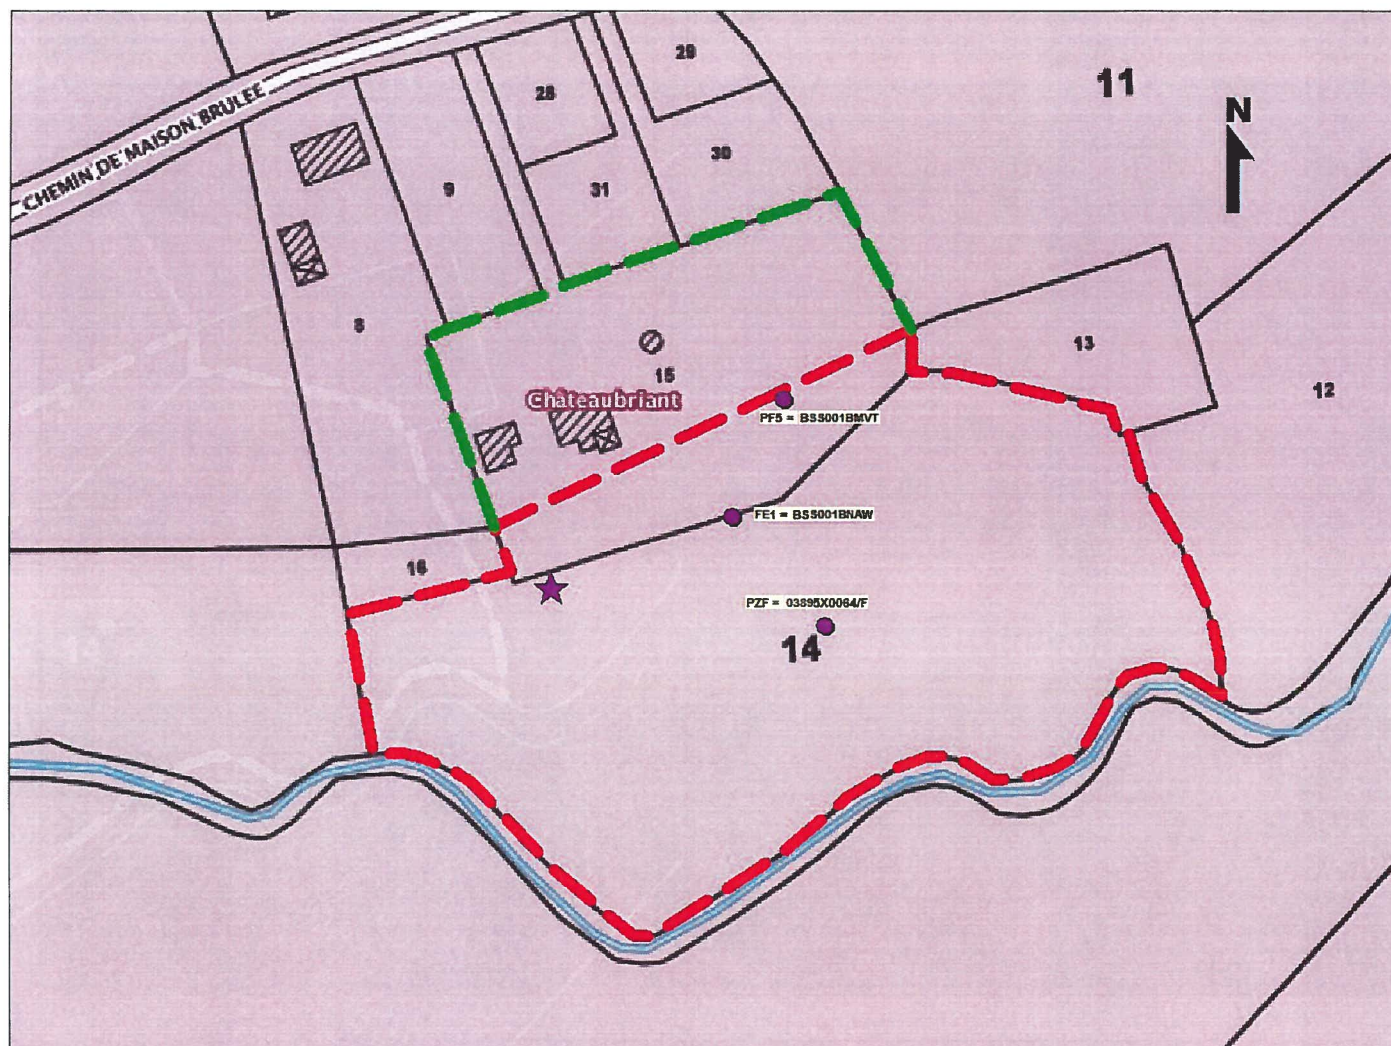 29
11
28
N
CHEMIN DE MAISON BRULEE
30
9
31
8
13
15
Châteaubriant
12
PF5 = BSS001BMVT
FE1 = BSS001BNAW
16
PZF = 03895X0064/F
14